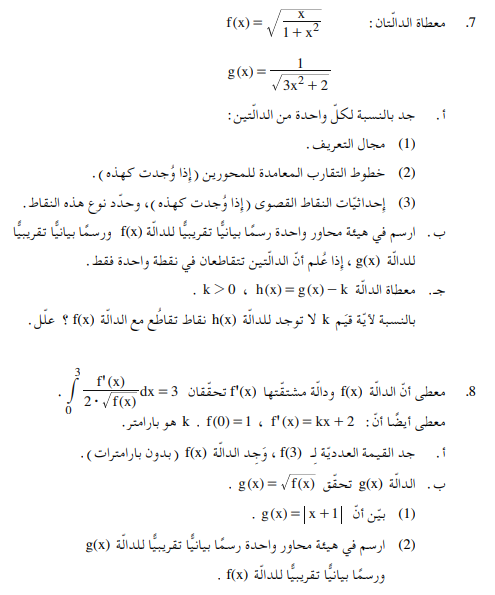 7. معطاة الدالّتان: f(x) = √(x / (1 + x²))
g(x) = 1 / √(3x² + 2)
أ. جد بالنسبة لكلّ واحدة من الدالّتين:
(1) مجال التعريف.
(2) خطوط التقارب المعامدة للمحورين (إذا وُجدت كهذه).
(3) إحداثيّات النقاط القصوى (إذا وُجدت كهذه)، وحدّد نوع هذه النقاط.
ب. ارسم في هيئة محاور واحدة رسمًا بيانيًّا تقريبيًّا للدالّة f(x) ورسمًا بيانيًّا تقريبيًّا
للدالّة g(x)، إذا عُلم أنّ الدالّتين تتقاطعان في نقطة واحدة فقط.
جـ. معطاة الدالّة h(x) = g(x) − k ، k > 0 .
بالنسبة لأيّة قيَم k لا توجد للدالّة h(x) نقاط تقاطُع مع الدالّة f(x) ؟ علّل.
8. معطى أنّ الدالّة f(x) ودالّة مشتقّتها f'(x) تحقّقان ∫₀³ f'(x) / (2·√f(x)) dx = 3 .
معطى أيضًا أنّ: f'(x) = kx + 2 ، f(0) = 1 . k هو بارامتر.
أ. جد القيمة العدديّة لِـ f(3) ، وَجِد الدالّة f(x) (بدون بارامترات).
ب. الدالّة g(x) تحقّق g(x) = √f(x) .
(1) بيّن أنّ g(x) = |x + 1| .
(2) ارسم في هيئة محاور واحدة رسمًا بيانيًّا تقريبيًّا للدالّة g(x)
ورسمًا بيانيًّا تقريبيًّا للدالّة f(x) .